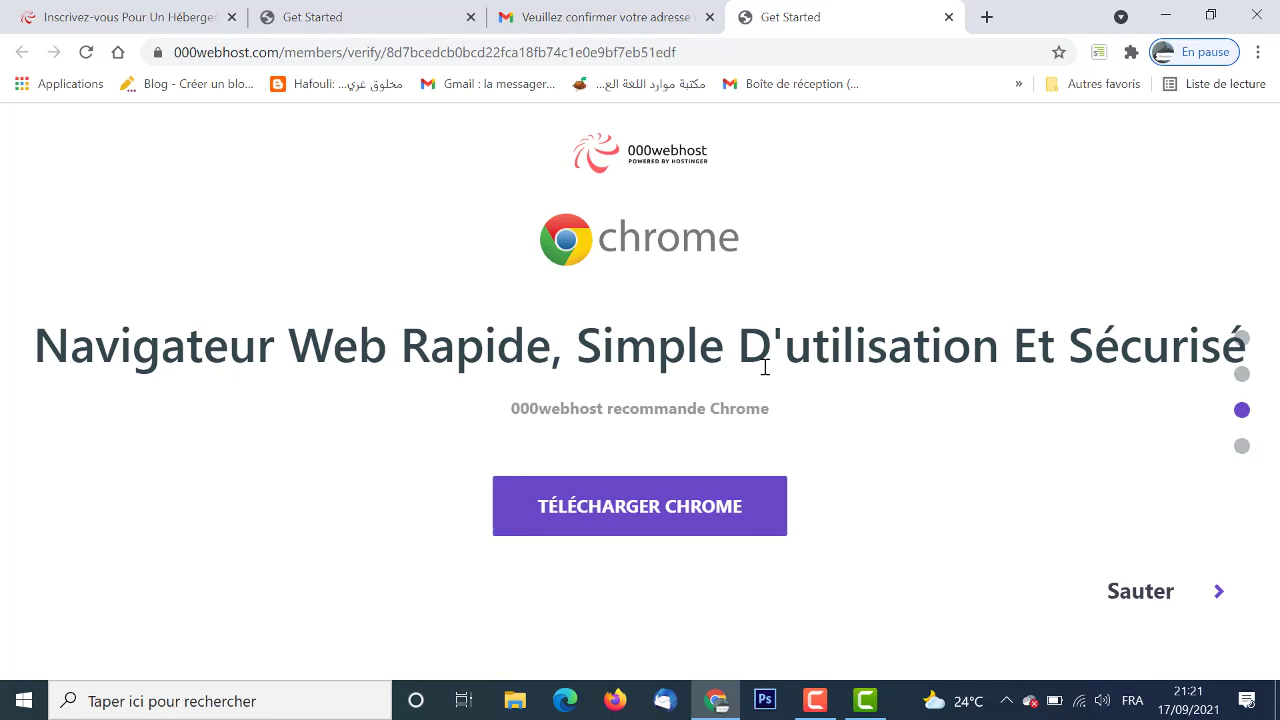 000webhost-vous Pour Un Héberger
Get Started
Veuillez confirmer votre adresse
Get Started
000webhost.com/members/verify/8d7bcedcb0bcd22fca18fb74c1e0e9bf7eb51edf
En pause
Applications
Blog - Créer un blo...
Hafouli: مخلوق عربي...
Gmail : la messager...
مكتبة موارد اللغة الع...
Boîte de réception (...
»
Autres favoris
Liste de lecture
000webhost
POWERED BY HOSTINGER
chrome
Navigateur Web Rapide, Simple D'utilisation Et Sécurisé
000webhost recommande Chrome
TÉLÉCHARGER CHROME
Sauter
Taper ici pour rechercher
Ps
24°C
FRA
21:21
17/09/2021